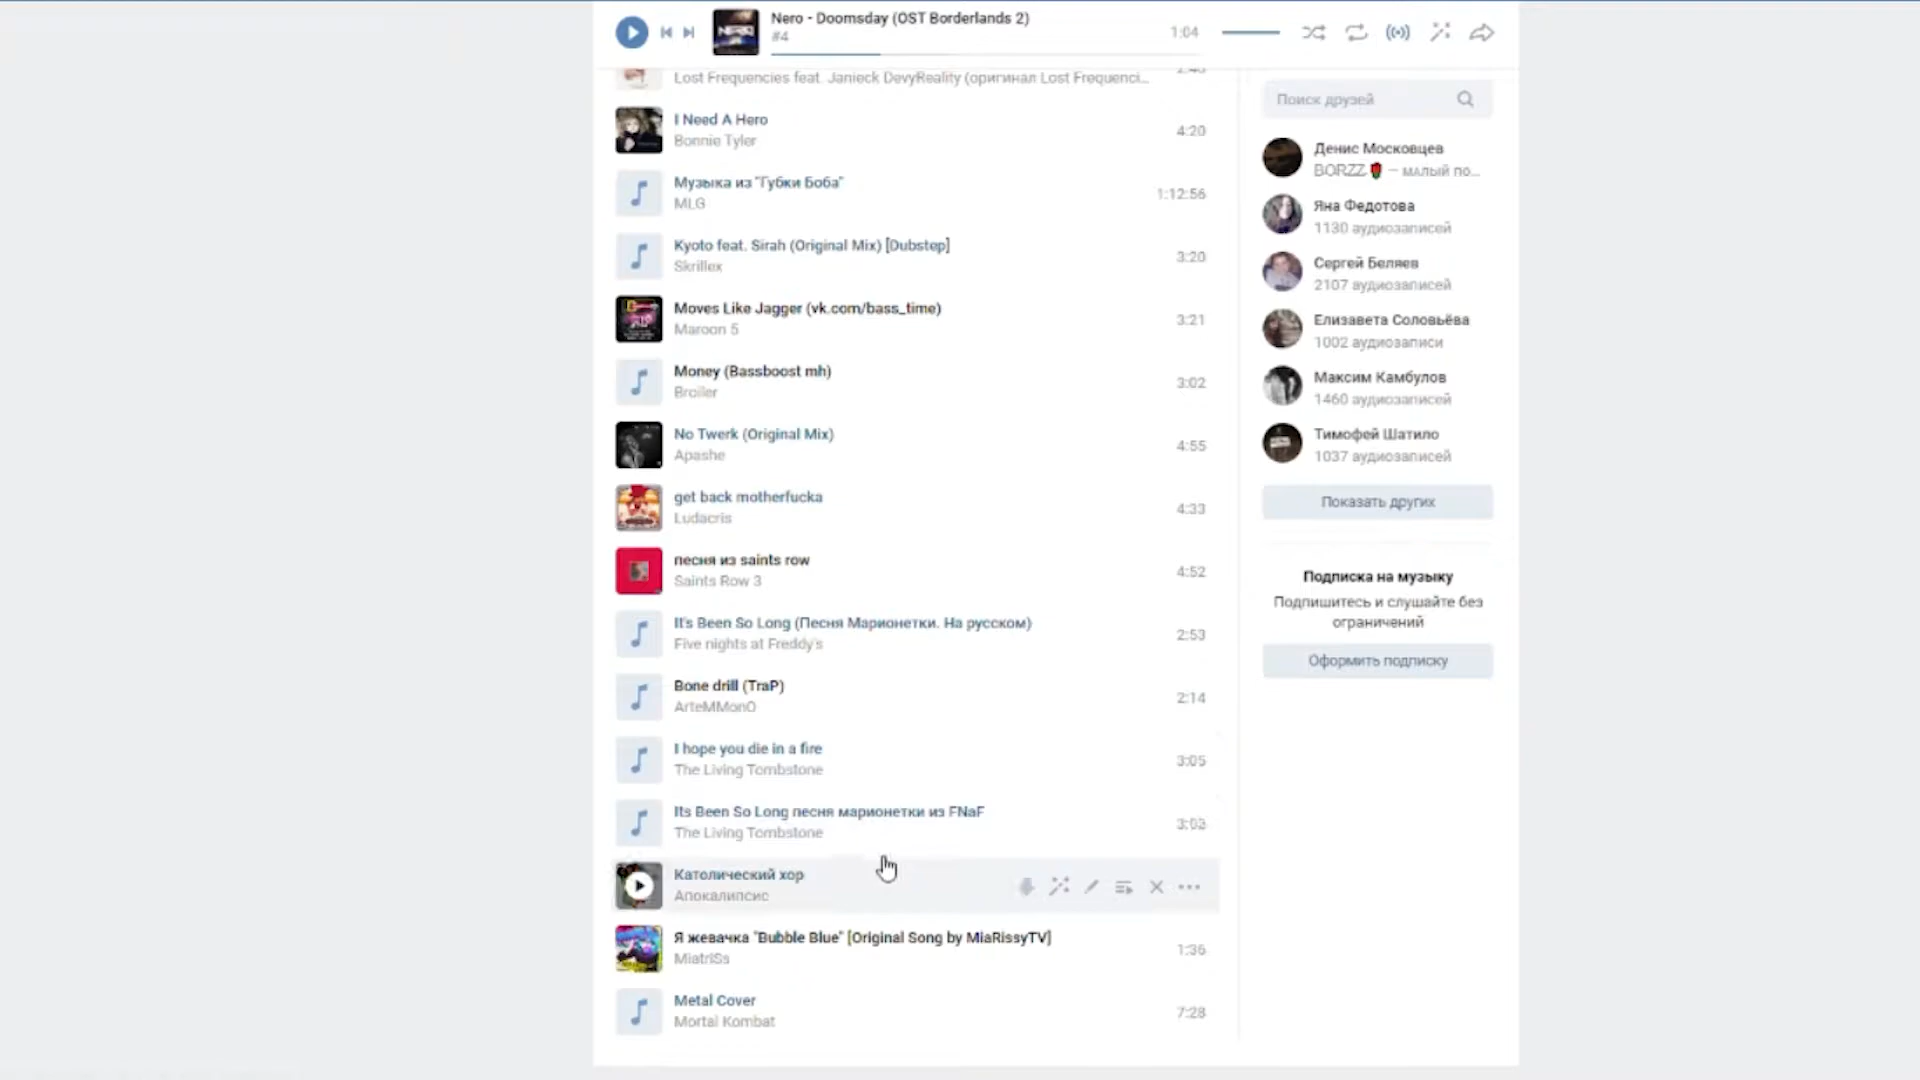 Nero - Doomsday (OST Borderlands 2)
#4
1:04
Lost Frequencies feat. Janieck DevyReality (оригинал Lost Frequenci...
I Need A Hero
Bonnie Tyler
4:20
Музыка из "Губки Боба"
MLG
1:12:56
Kyoto feat. Sirah (Original Mix) [Dubstep]
Skrillex
3:20
Moves Like Jagger (vk.com/bass_time)
Maroon 5
3:21
Money (Bassboost mh)
Broiler
3:02
No Twerk (Original Mix)
Apashe
4:55
get back motherfucka
Ludacris
4:33
песня из saints row
Saints Row 3
4:52
It's Been So Long (Песня Марионетки. На русском)
Five nights at Freddy's
2:53
Bone drill (TraP)
ArteMMonO
2:14
I hope you die in a fire
The Living Tombstone
3:05
Its Been So Long песня марионетки из FNaF
The Living Tombstone
3:03
Католический хор
Апокалипсис
Я жевачка "Bubble Blue" [Original Song by MiaRissyTV]
MiatriSs
1:36
Metal Cover
Mortal Kombat
7:28
Поиск друзей
Денис Московцев
BORZZ🌹 – малый по...
Яна Федотова
1130 аудиозаписей
Сергей Беляев
2107 аудиозаписей
Елизавета Соловьёва
1002 аудиозаписи
Максим Камбулов
1460 аудиозаписей
Тимофей Шатило
1037 аудиозаписей
Показать других
Подписка на музыку
Подпишитесь и слушайте без
ограничений
Оформить подписку